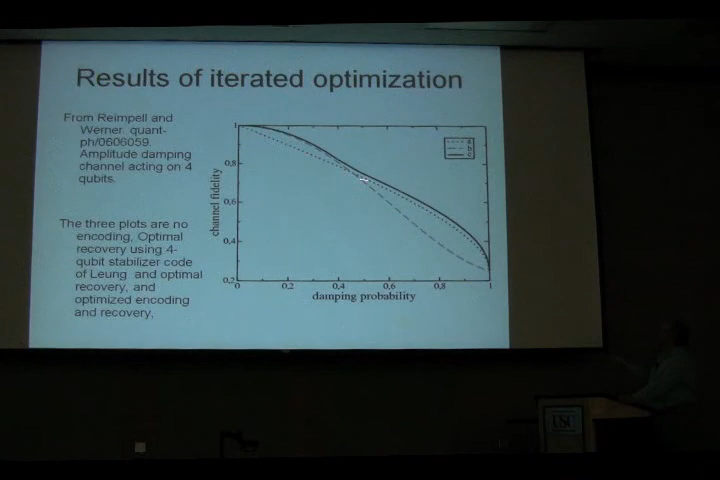 Results of iterated optimization
From Reimpell and
Werner quant-
ph/0606059.
Amplitude damping
channel acting on 4
qubits.
The three plots are no
encoding, Optimal
recovery using 4-
qubit stabilizer code
of Leung and optimal
recovery, and
optimized encoding
and recovery,
channel fidelity
1
0,8
0,6
0,4
0,2
0
0,2
0,4
0,6
0,8
1
damping probability
USC